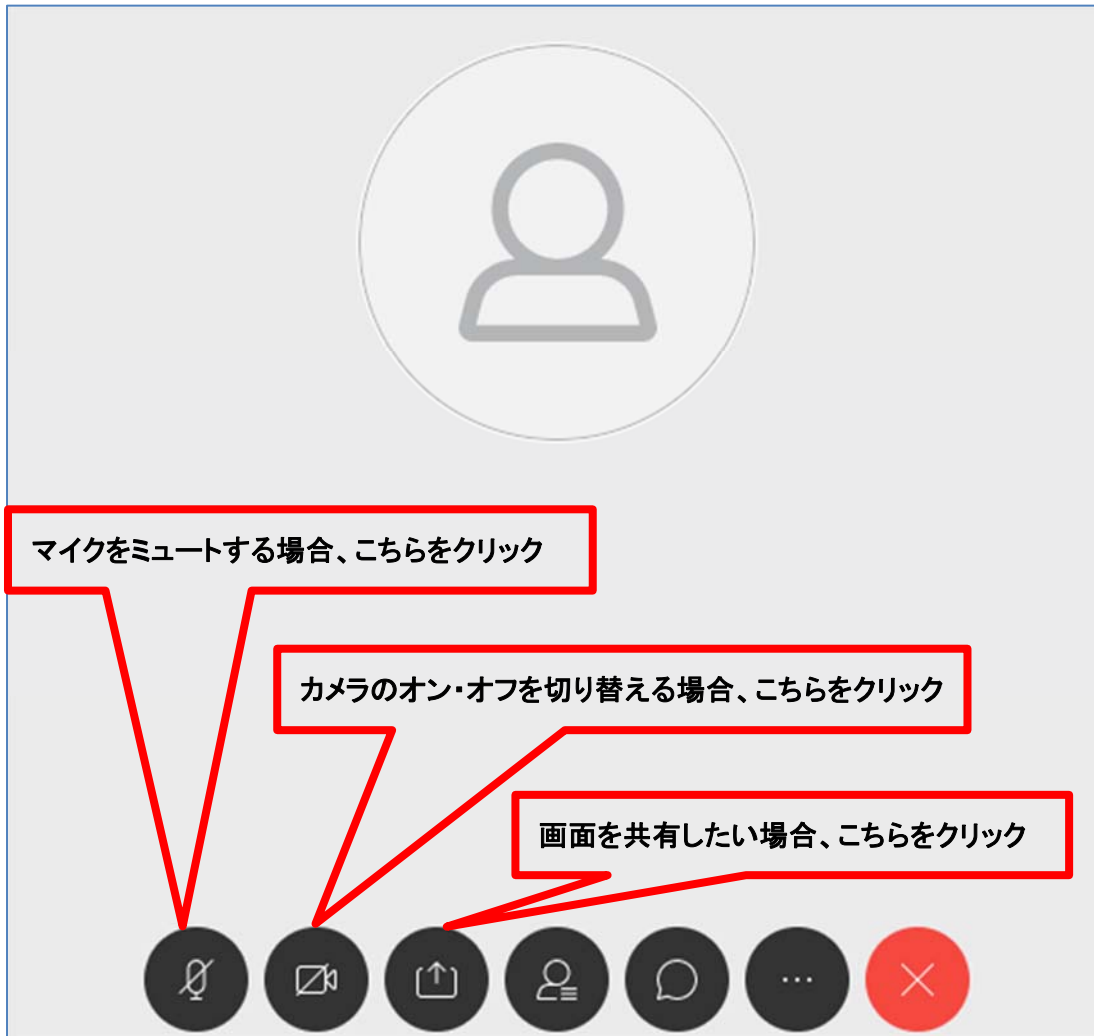 マイクをミュートする場合、こちらをクリック
カメラのオン・オフを切り替える場合、こちらをクリック
画面を共有したい場合、こちらをクリック